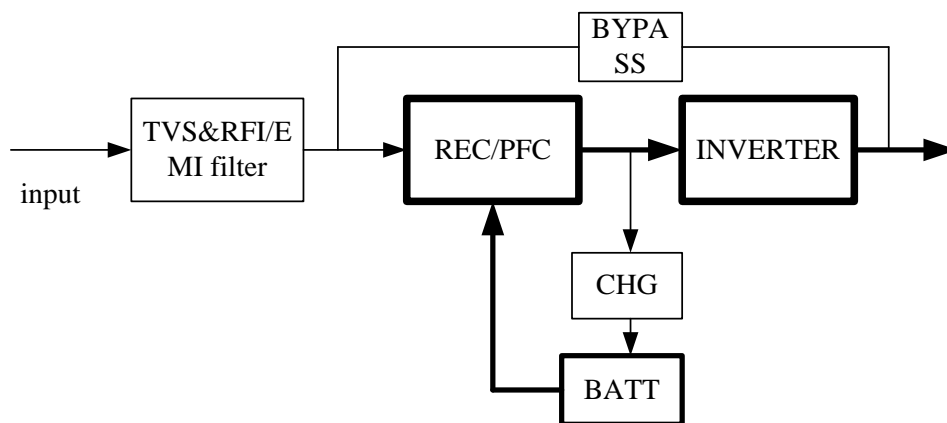 BYPA
SS
TVS&RFI/E
MI filter
REC/PFC
INVERTER
input
CHG
BATT